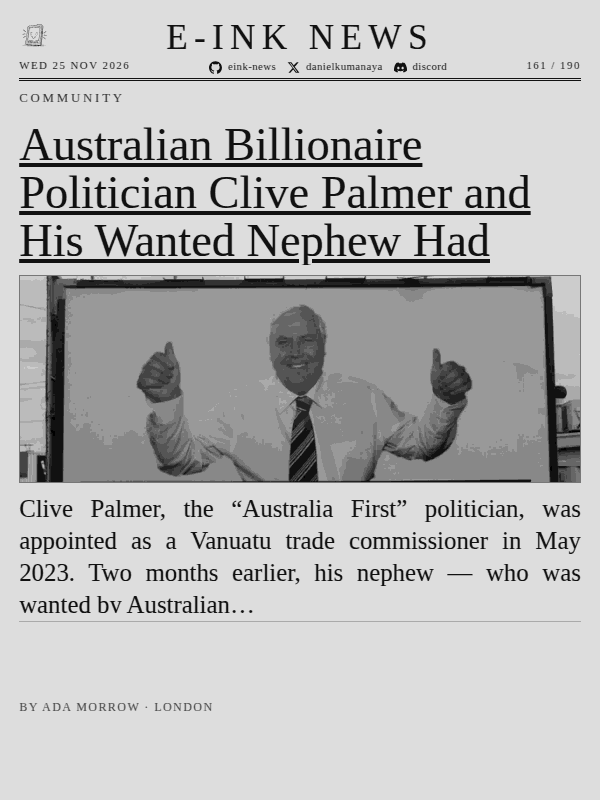 E-INK NEWS
WED 25 NOV 2026
eink-news
danielkumanaya
discord
161 / 190
COMMUNITY
Australian Billionaire
Politician Clive Palmer and
His Wanted Nephew Had
Clive Palmer, the “Australia First” politician, was
appointed as a Vanuatu trade commissioner in May
2023. Two months earlier, his nephew — who was
wanted by Australian…
BY ADA MORROW · LONDON